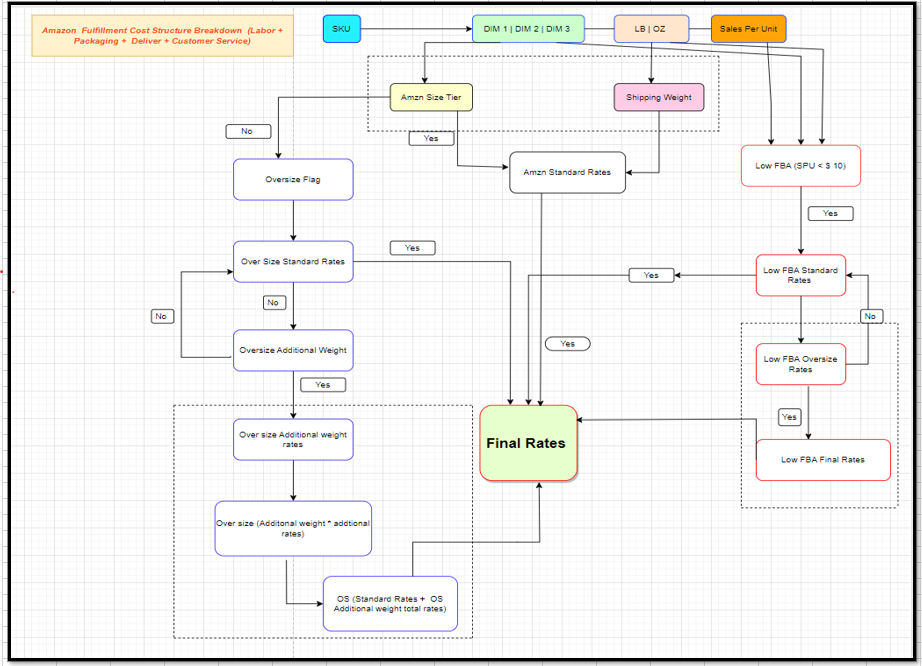 Amazon Fulfillment Cost Structure Breakdown (Labor +
Packaging + Deliver + Customer Service)
SKU
DIM 1 | DIM 2 | DIM 3
LB | OZ
Sales Per Unit
Amzn Size Tier
Shipping Weight
No
Yes
Amzn Standard Rates
Low FBA (SPU < $ 10)
Oversize Flag
Yes
Over Size Standard Rates
Yes
Yes
Low FBA Standard
Rates
No
No
No
Yes
Oversize Additional Weight
Low FBA Oversize
Rates
Yes
Yes
Over size Additional weight
rates
Final Rates
Low FBA Final Rates
Over size (Additonal weight * addtional
rates)
OS (Standard Rates + OS
Additional weight total rates)